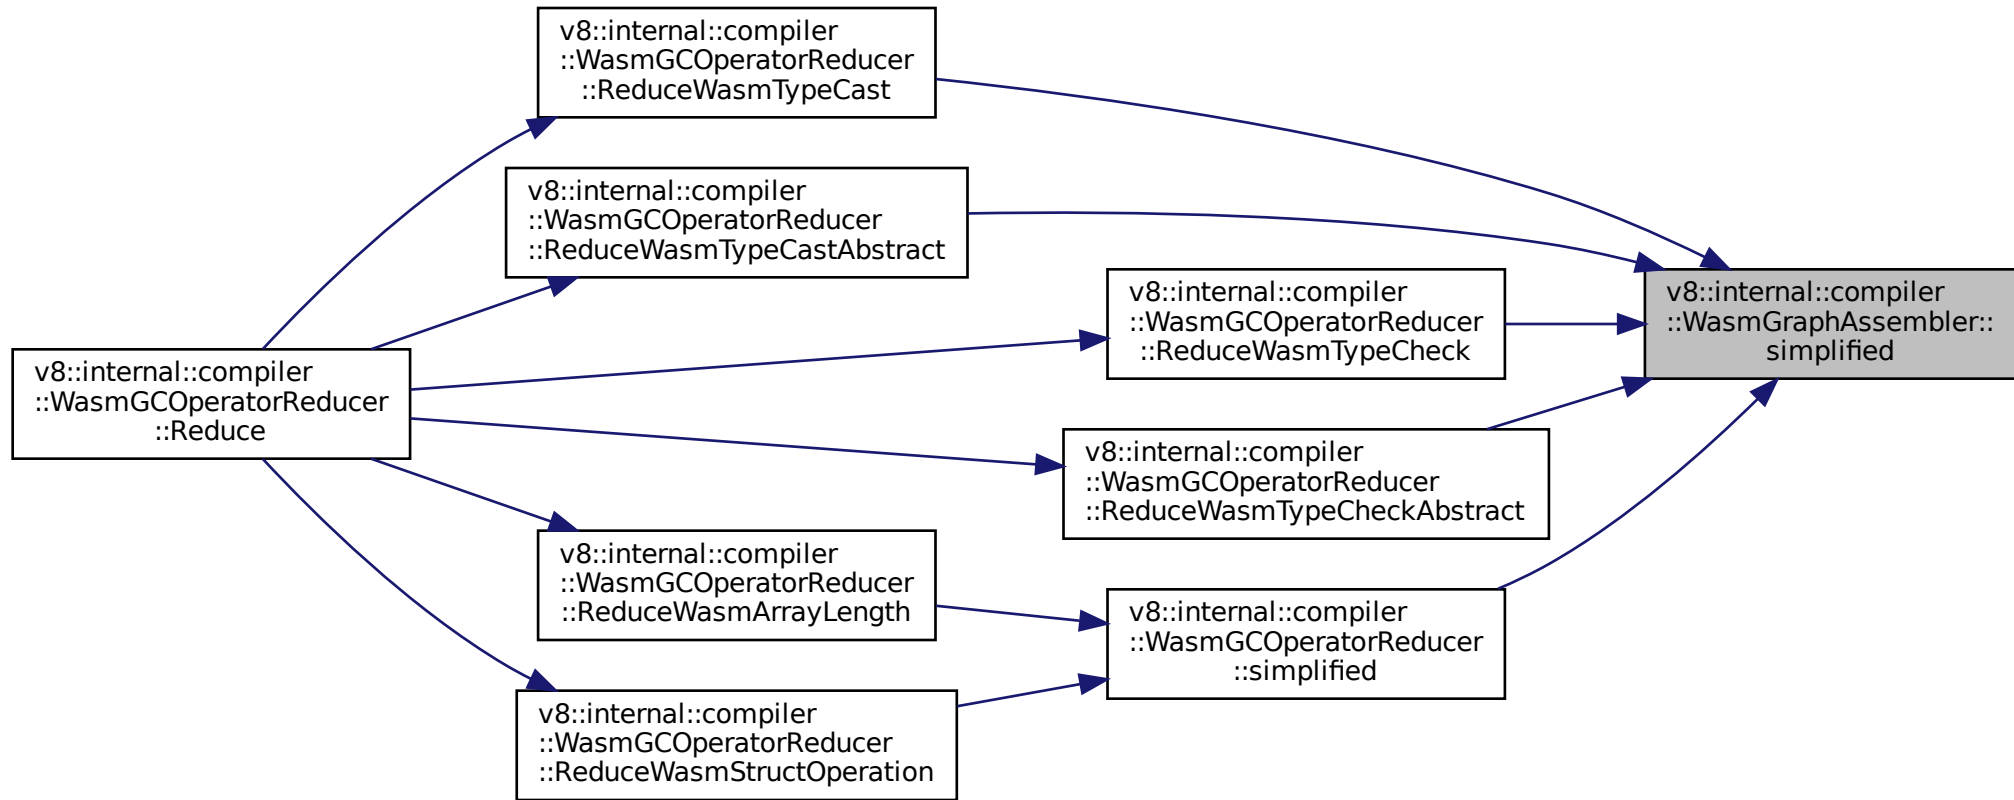 v8::internal::compiler
::WasmGCOperatorReducer
::ReduceWasmTypeCast
v8::internal::compiler
::WasmGCOperatorReducer
::ReduceWasmTypeCastAbstract
v8::internal::compiler
::WasmGCOperatorReducer
::ReduceWasmTypeCheck
v8::internal::compiler
::WasmGraphAssembler::
simplified
v8::internal::compiler
::WasmGCOperatorReducer
::Reduce
v8::internal::compiler
::WasmGCOperatorReducer
::ReduceWasmTypeCheckAbstract
v8::internal::compiler
::WasmGCOperatorReducer
::ReduceWasmArrayLength
v8::internal::compiler
::WasmGCOperatorReducer
::simplified
v8::internal::compiler
::WasmGCOperatorReducer
::ReduceWasmStructOperation